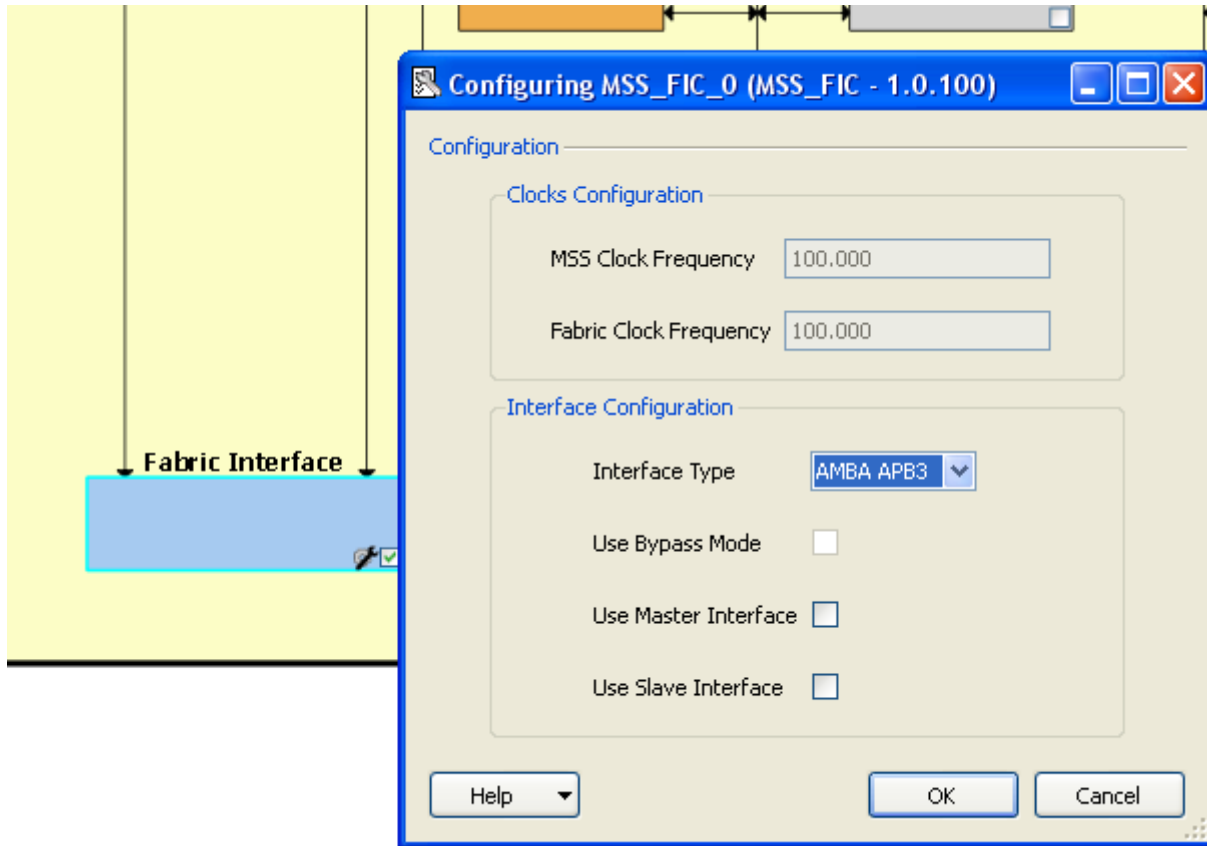 Configuring MSS_FIC_0 (MSS_FIC - 1.0.100)
Configuration
Clocks Configuration
MSS Clock Frequency 100.000
Fabric Clock Frequency 100.000
Interface Configuration
Fabric Interface
Interface Type AMBA APB3
Use Bypass Mode
Use Master Interface
Use Slave Interface
Help OK Cancel